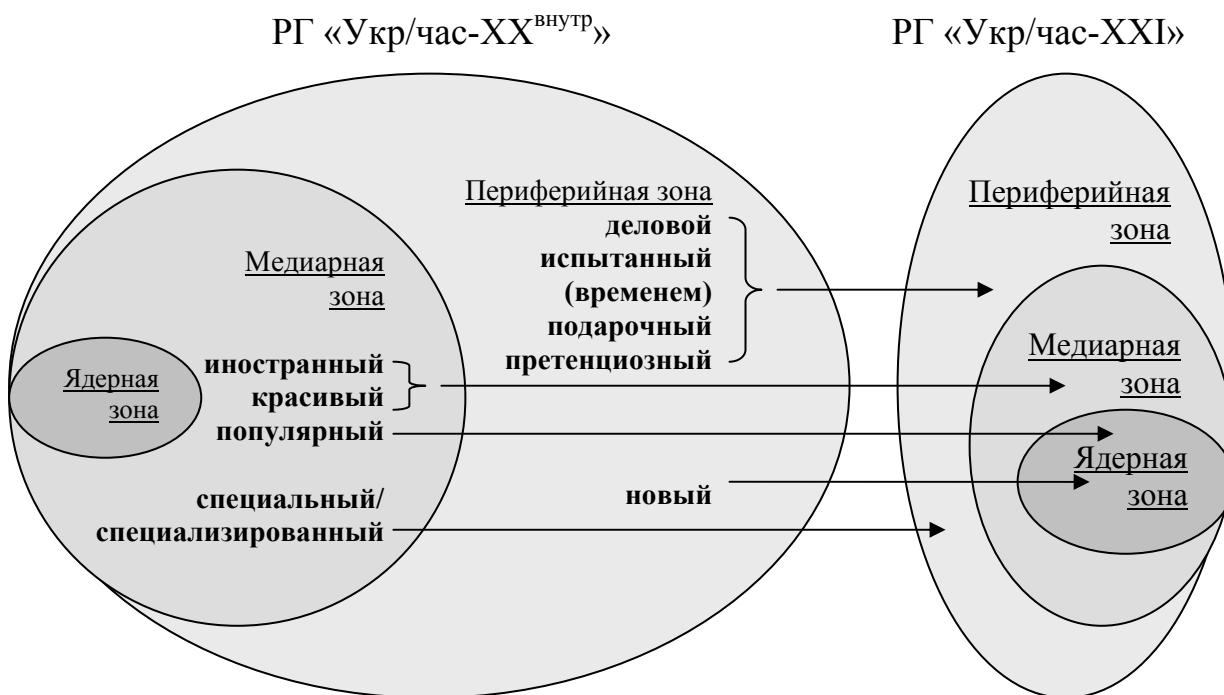 РГ «Укр/час-XXвнутр»
РГ «Укр/час-XXI»
Периферийная зона
деловой
испытанный
(временем)
подарочный
претенциозный
Медиарная
зона
Ядерная
зона
иностранный
красивый
популярный
специальный/
специализированный
новый
Периферийная
зона
Медиарная
зона
Ядерная
зона